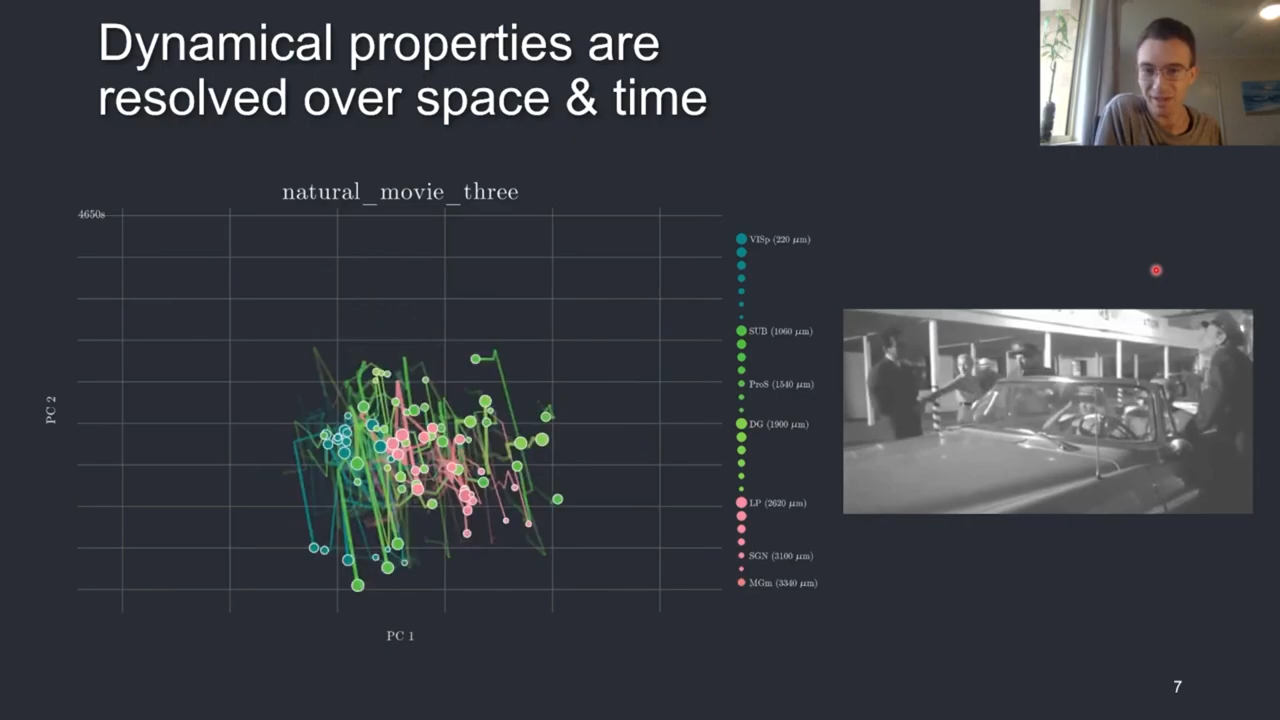 Dynamical properties are
resolved over space & time
natural_movie_three
4650s
PC 2
PC 1
VISp (220 μm)
SUB (1060 μm)
ProS (1540 μm)
DG (1900 μm)
LP (2620 μm)
SGN (3100 μm)
MGm (3340 μm)
7